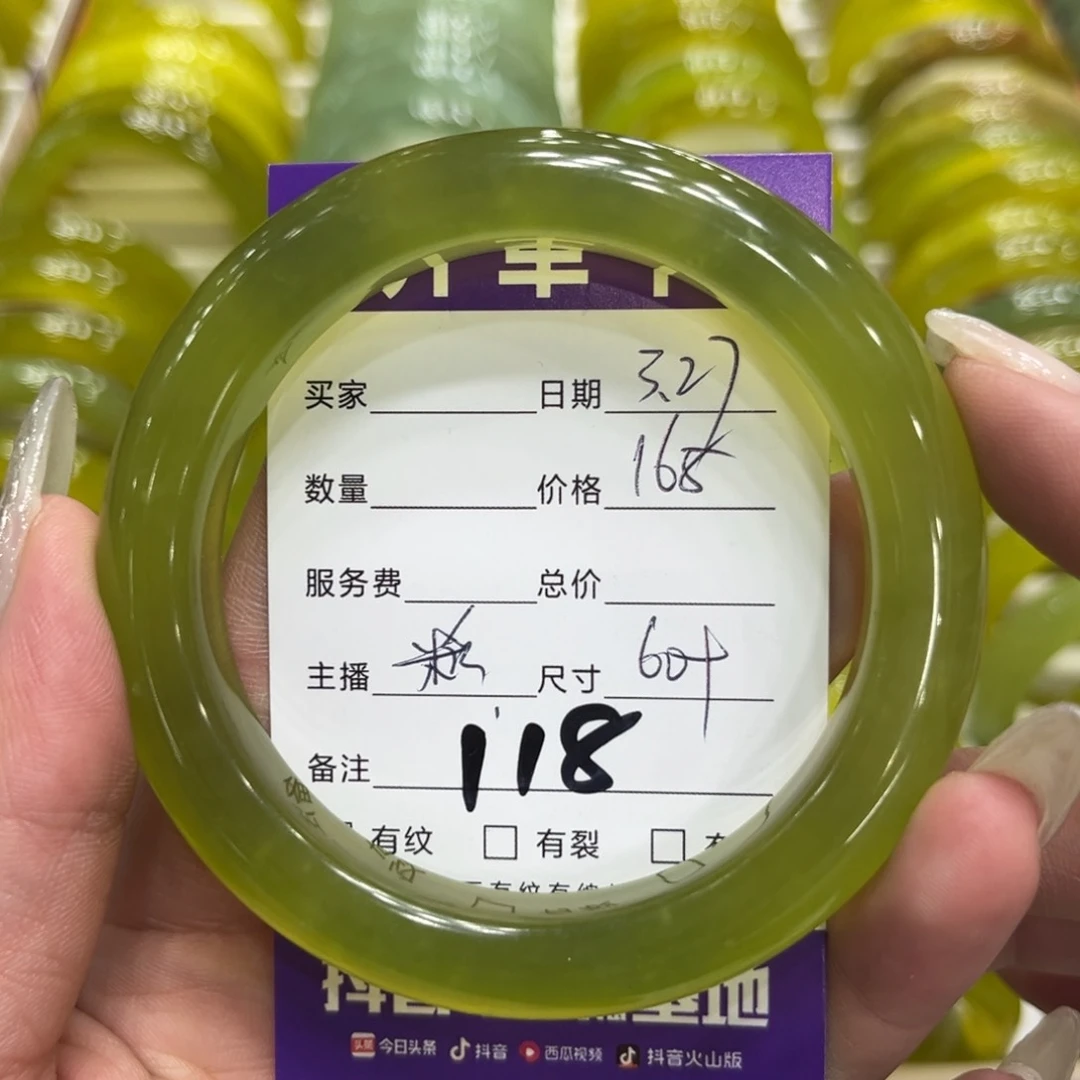 买家 日期 3.27
数量 价格 168
服务费 总价
主播 尺寸 60+
118
备注
有纹 有裂
今日头条 抖音 西瓜视频 抖音火山版